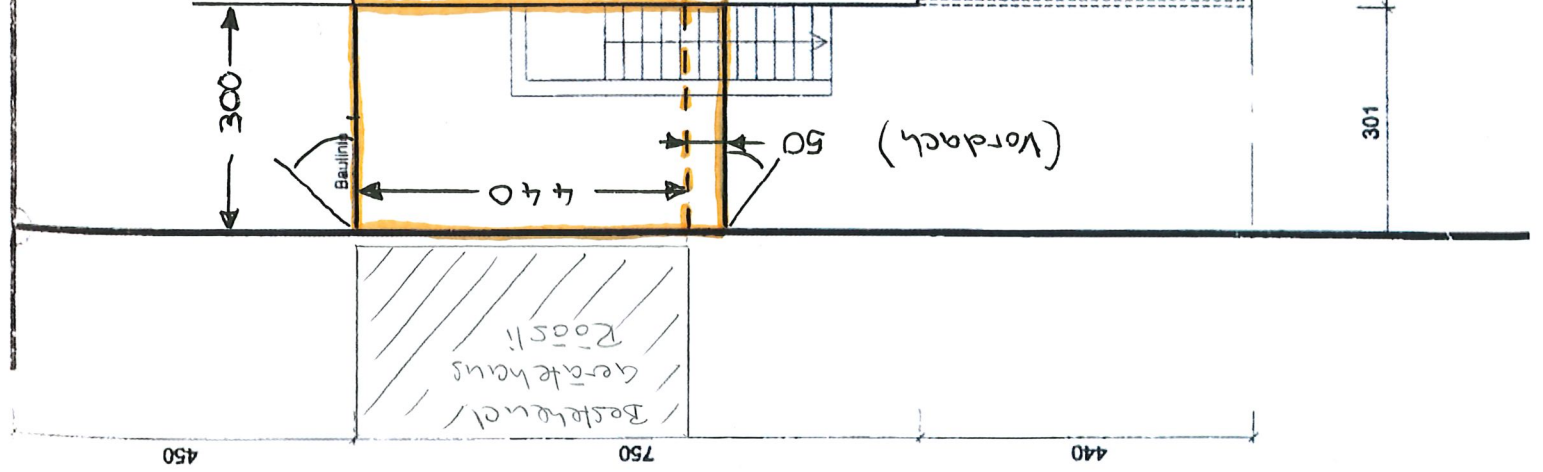 300
Baulinie
440
50
(Vordach)
301
Bestehend/
Gerätehaus
Röösli
450
750
440